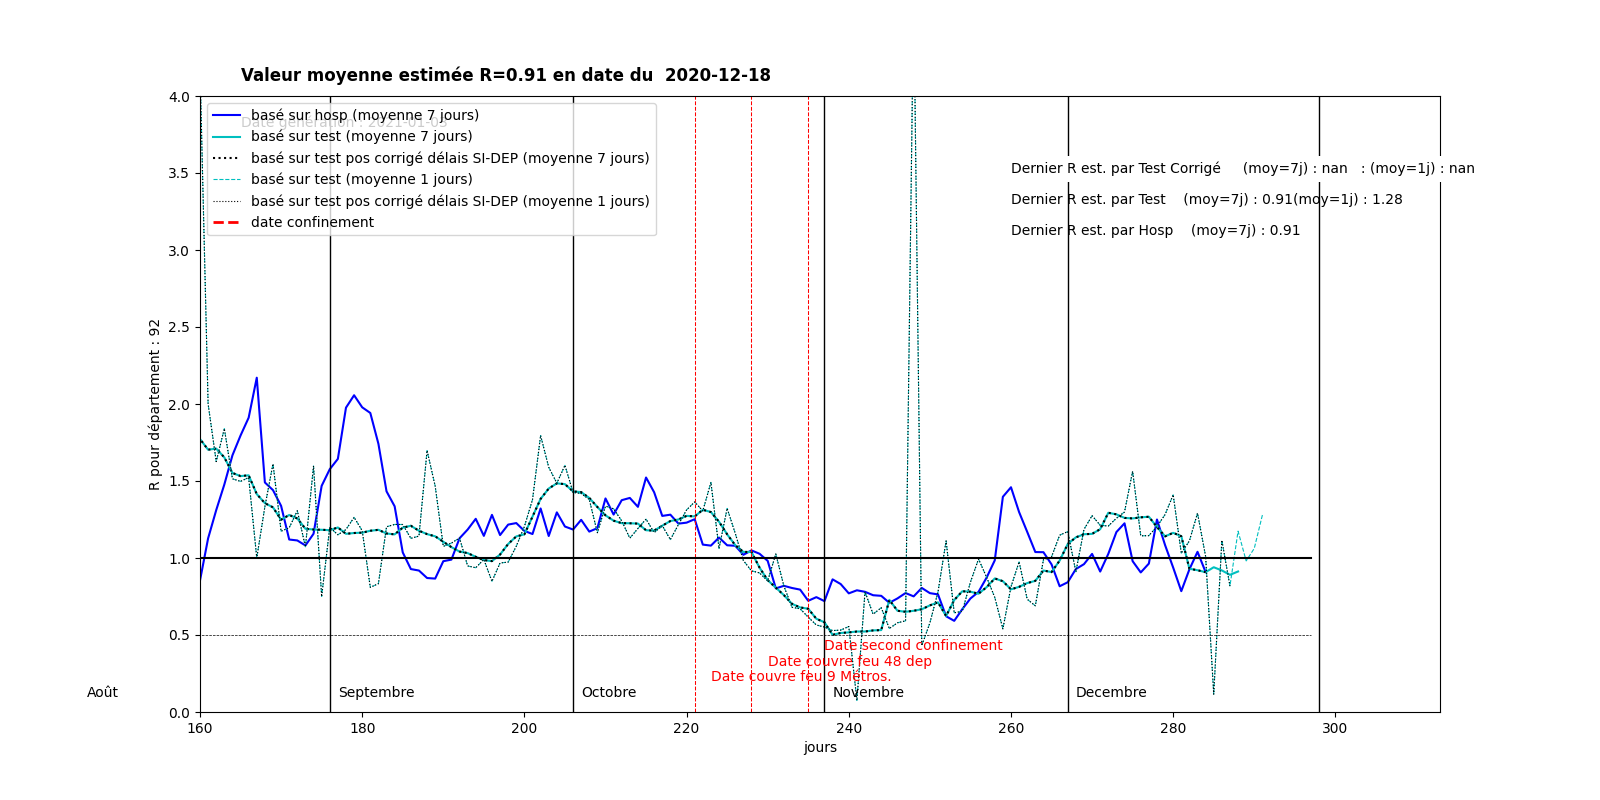 Valeur moyenne estimée R=0.91 en date du  2020-12-18
Date génération : 2021-01-03
basé sur hosp (moyenne 7 jours)
basé sur test (moyenne 7 jours)
basé sur test pos corrigé délais SI-DEP (moyenne 7 jours)
basé sur test (moyenne 1 jours)
basé sur test pos corrigé délais SI-DEP (moyenne 1 jours)
date confinement
Dernier R est. par Test Corrigé     (moy=7j) : nan   : (moy=1j) : nan
Dernier R est. par Test    (moy=7j) : 0.91(moy=1j) : 1.28
Dernier R est. par Hosp    (moy=7j) : 0.91
R pour département : 92
4.0
3.5
3.0
2.5
2.0
1.5
1.0
0.5
0.0
Date second confinement
Date couvre feu 48 dep
Date couvre feu 9 Métros.
Août
Septembre
Octobre
Novembre
Decembre
160 180 200 220 240 260 280 300
jours